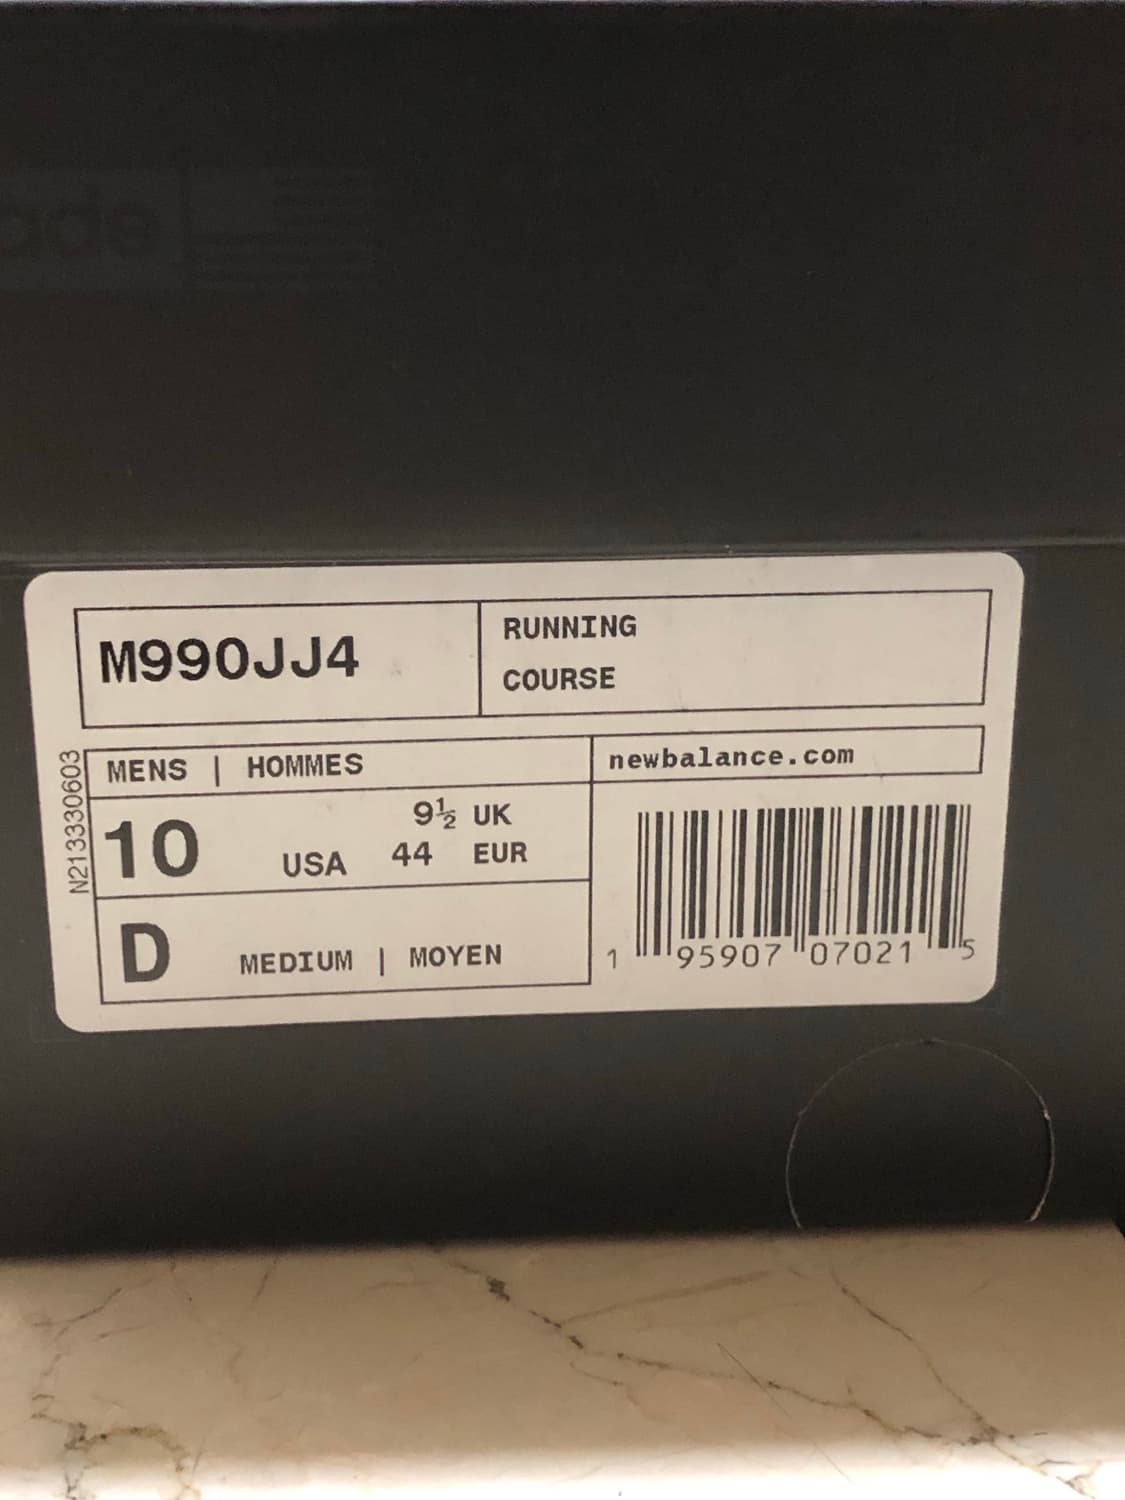 ade
M990JJ4
RUNNING
COURSE
N213330603
MENS | HOMMES
newbalance.com
10 USA
9½ UK
44 EUR
D MEDIUM | MOYEN
1 95907 07021 5